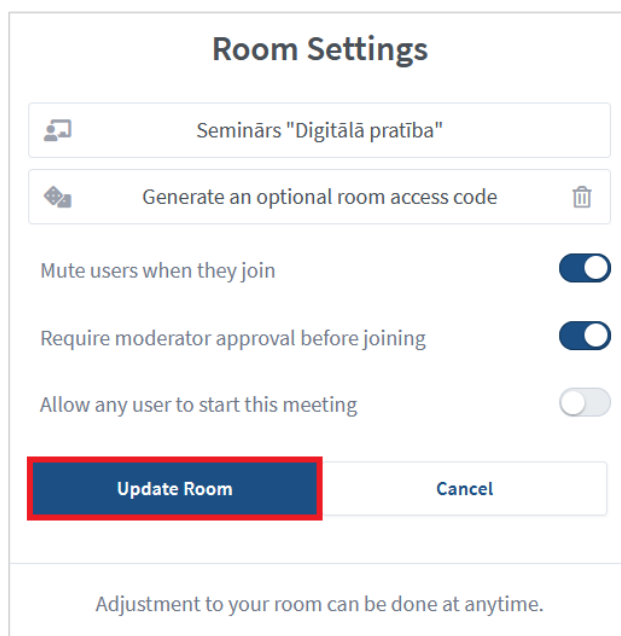 Room Settings
Seminārs "Digitālā pratība"
Generate an optional room access code
Mute users when they join
Require moderator approval before joining
Allow any user to start this meeting
Update Room
Cancel
Adjustment to your room can be done at anytime.